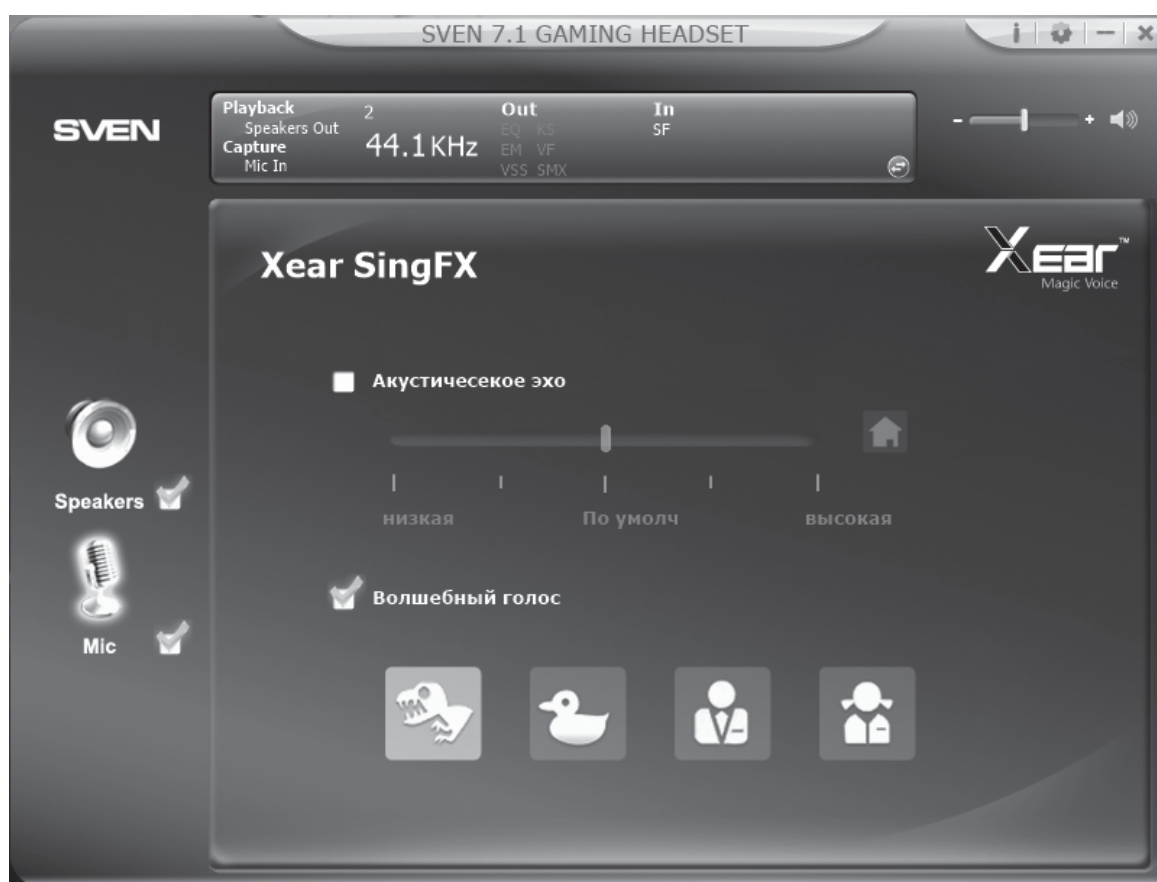 SVEN 7.1 GAMING HEADSET
SVEN
Playback 2 Out In
Speakers Out EQ KS SF
Capture 44.1 KHz EM VF
Mic In VSS SMX
Xear SingFX
Xear™
Magic Voice
Акустичесекое эхо
низкая По умолч высокая
Speakers
Волшебный голос
Mic